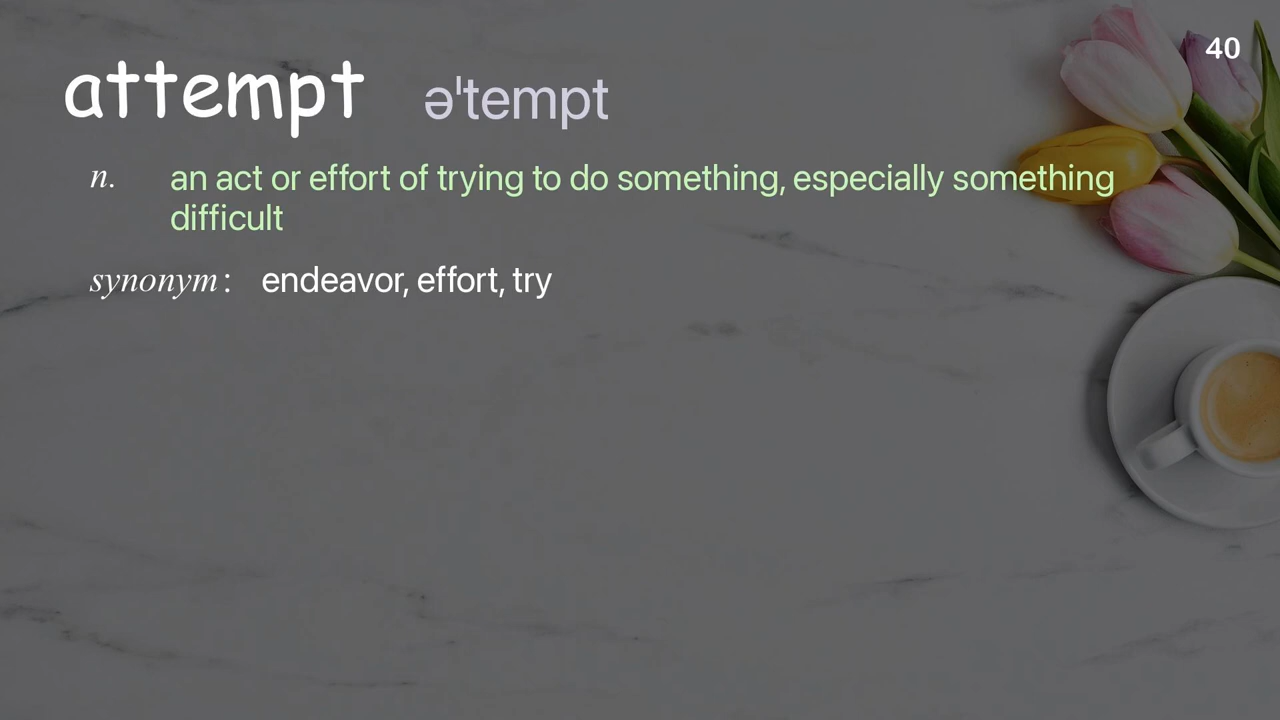 40
attempt əˈtempt
n. an act or effort of trying to do something, especially something
difficult
synonym: endeavor, effort, try